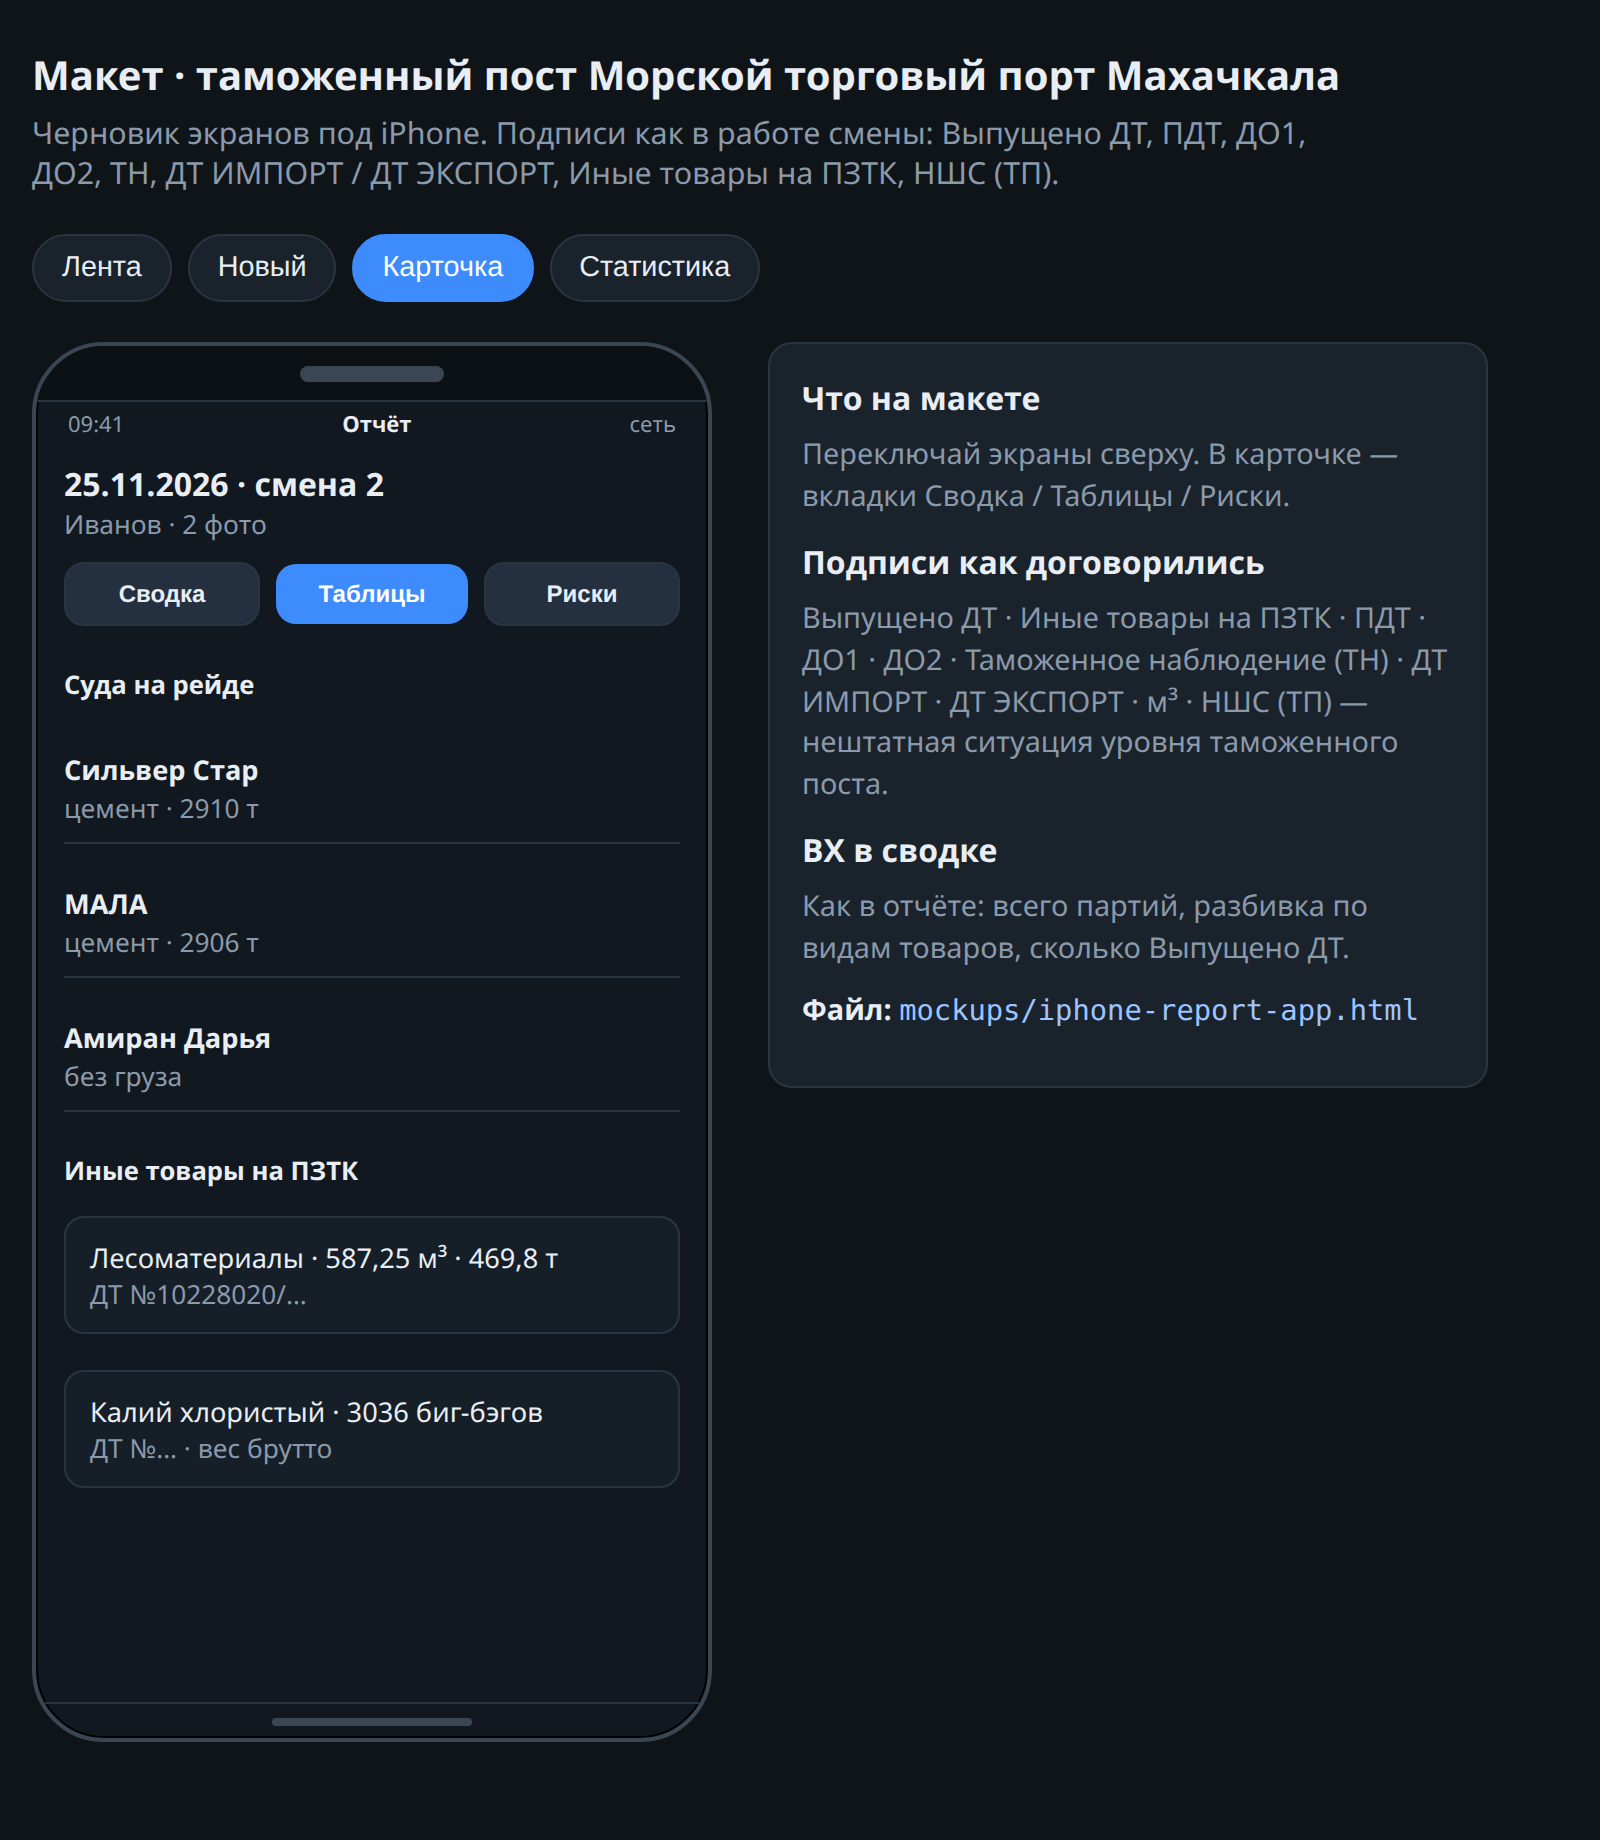 Макет · таможенный пост Морской торговый порт Махачкала
Черновик экранов под iPhone. Подписи как в работе смены: Выпущено ДТ, ПДТ, ДО1,
ДО2, ТН, ДТ ИМПОРТ / ДТ ЭКСПОРТ, Иные товары на ПЗТК, НШС (ТП).
Лента
Новый
Карточка
Статистика
09:41
Отчёт
сеть
25.11.2026 · смена 2
Иванов · 2 фото
Сводка
Таблицы
Риски
Суда на рейде
Сильвер Стар
цемент · 2910 т
МАЛА
цемент · 2906 т
Амиран Дарья
без груза
Иные товары на ПЗТК
Лесоматериалы · 587,25 м³ · 469,8 т
ДТ №10228020/...
Калий хлористый · 3036 биг-бэгов
ДТ №... · вес брутто
Что на макете
Переключай экраны сверху. В карточке —
вкладки Сводка / Таблицы / Риски.
Подписи как договорились
Выпущено ДТ · Иные товары на ПЗТК · ПДТ ·
ДО1 · ДО2 · Таможенное наблюдение (ТН) · ДТ
ИМПОРТ · ДТ ЭКСПОРТ · м³ · НШС (ТП) —
нештатная ситуация уровня таможенного
поста.
ВХ в сводке
Как в отчёте: всего партий, разбивка по
видам товаров, сколько Выпущено ДТ.
Файл: mockups/iphone-report-app.html